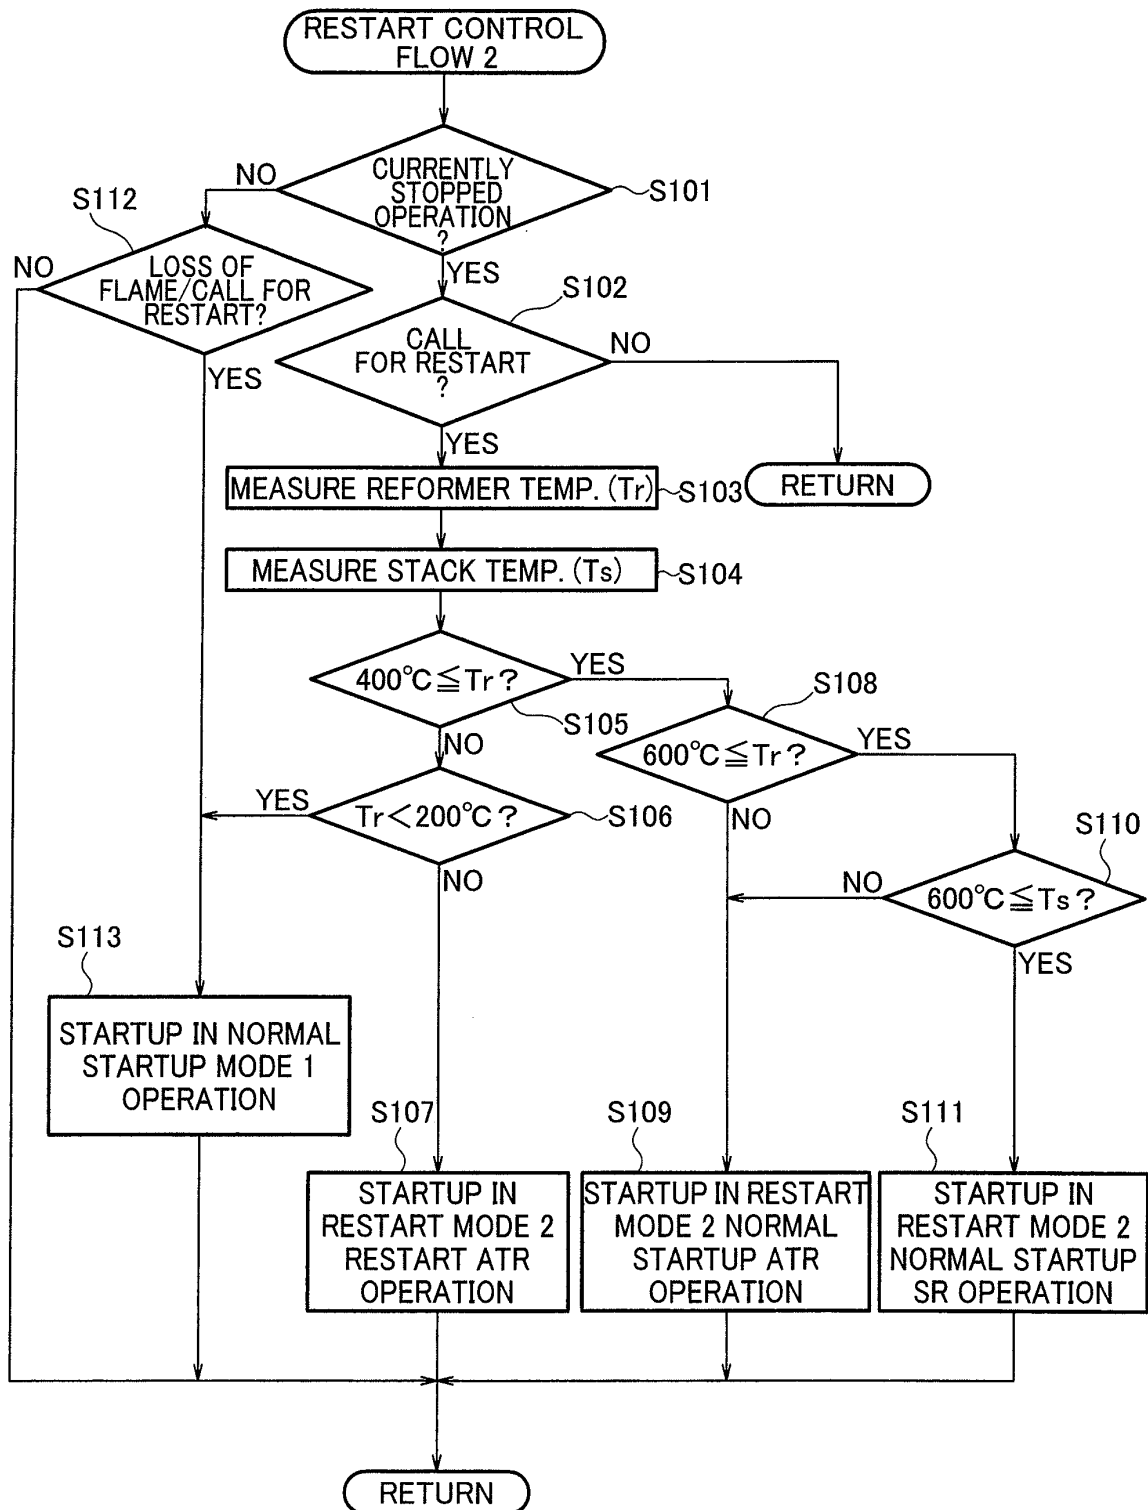 RESTART CONTROL
FLOW 2
CURRENTLY
STOPPED
OPERATION
?
S101
NO
YES
S112
LOSS OF
FLAME/CALL FOR
RESTART?
NO
YES
S102
CALL
FOR RESTART
?
NO
YES
RETURN
MEASURE REFORMER TEMP. (Tr)
S103
MEASURE STACK TEMP. (Ts)
S104
400℃≦Tr?
YES
S105
NO
S108
600℃≦Tr?
YES
NO
YES
Tr<200℃?
S106
NO
S110
NO
600℃≦Ts?
YES
S113
STARTUP IN NORMAL
STARTUP MODE 1
OPERATION
S107
STARTUP IN
RESTART MODE 2
RESTART ATR
OPERATION
S109
STARTUP IN RESTART
MODE 2 NORMAL
STARTUP ATR
OPERATION
S111
STARTUP IN
RESTART MODE 2
NORMAL STARTUP
SR OPERATION
RETURN